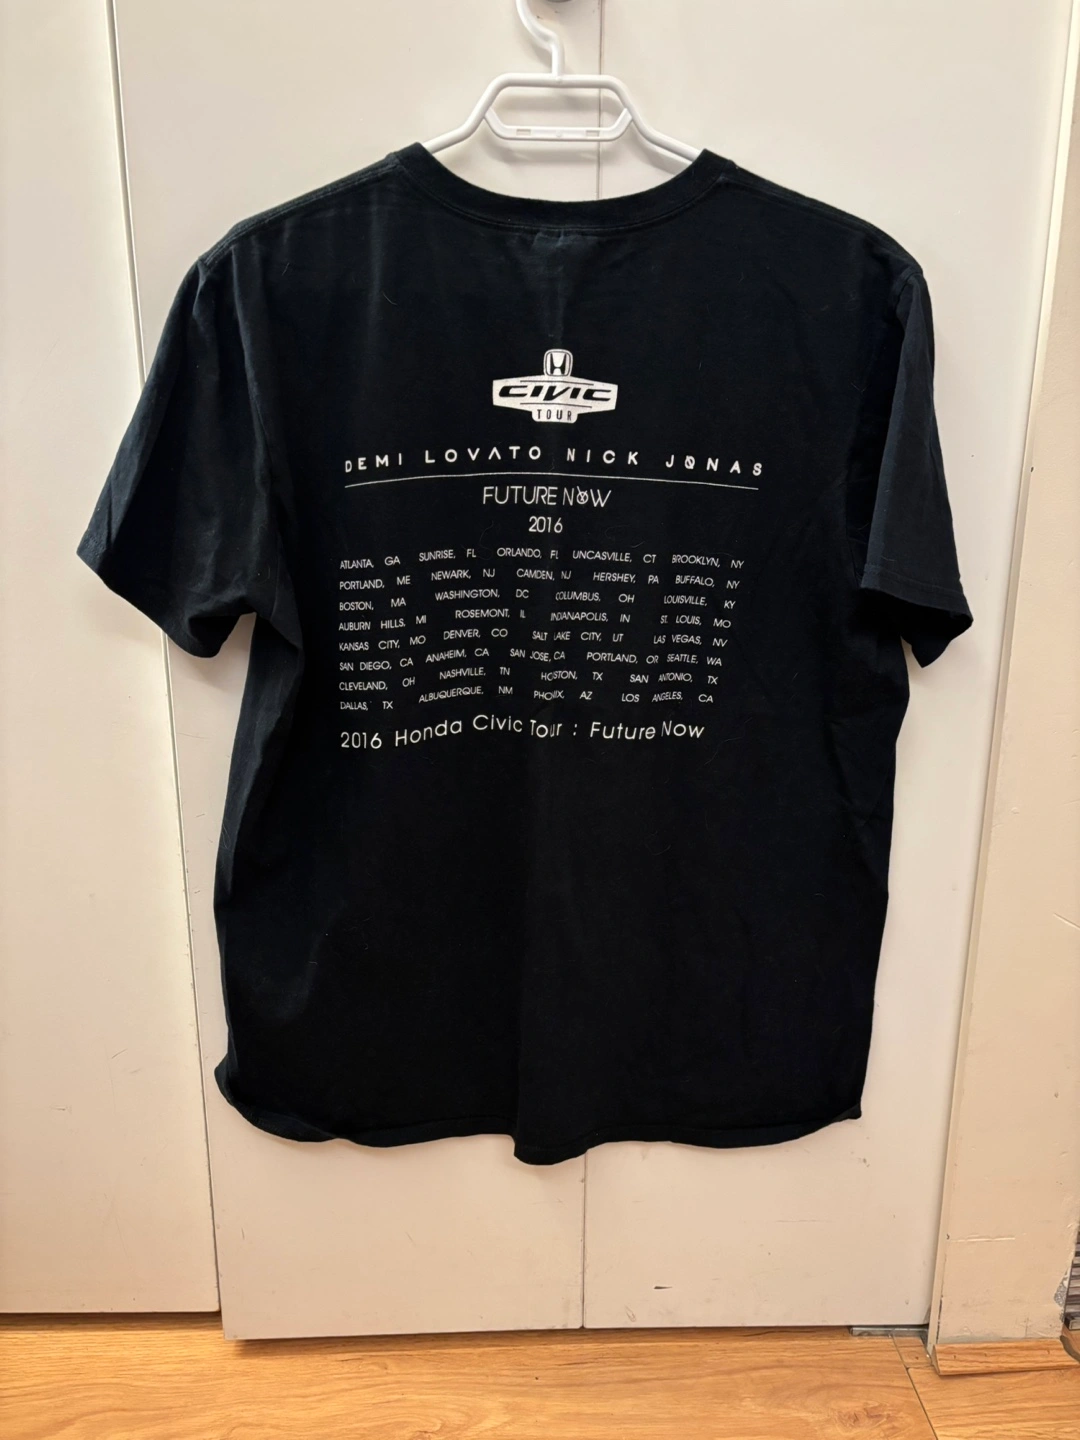 CIVIC
TOUR
DEMI LOVATO NICK JONAS
FUTURE NOW
2016
ATLANTA, GA SUNRISE, FL ORLANDO, FL UNCASVILLE, CT BROOKLYN, NY
PORTLAND, ME NEWARK, NJ CAMDEN, NJ HERSHEY, PA BUFFALO, NY
BOSTON, MA WASHINGTON, DC COLUMBUS, OH LOUISVILLE, KY
AUBURN HILLS, MI ROSEMONT, IL INDIANAPOLIS, IN ST. LOUIS, MO
KANSAS CITY, MO DENVER, CO SALT LAKE CITY, UT LAS VEGAS, NV
SAN DIEGO, CA ANAHEIM, CA SAN JOSE, CA PORTLAND, OR SEATTLE, WA
CLEVELAND, OH NASHVILLE, TN HOSTON, TX SAN ANTONIO, TX
DALLAS, TX ALBUQUERQUE, NM PHOIX, AZ LOS ANGELES, CA
2016 Honda Civic Tour : Future Now